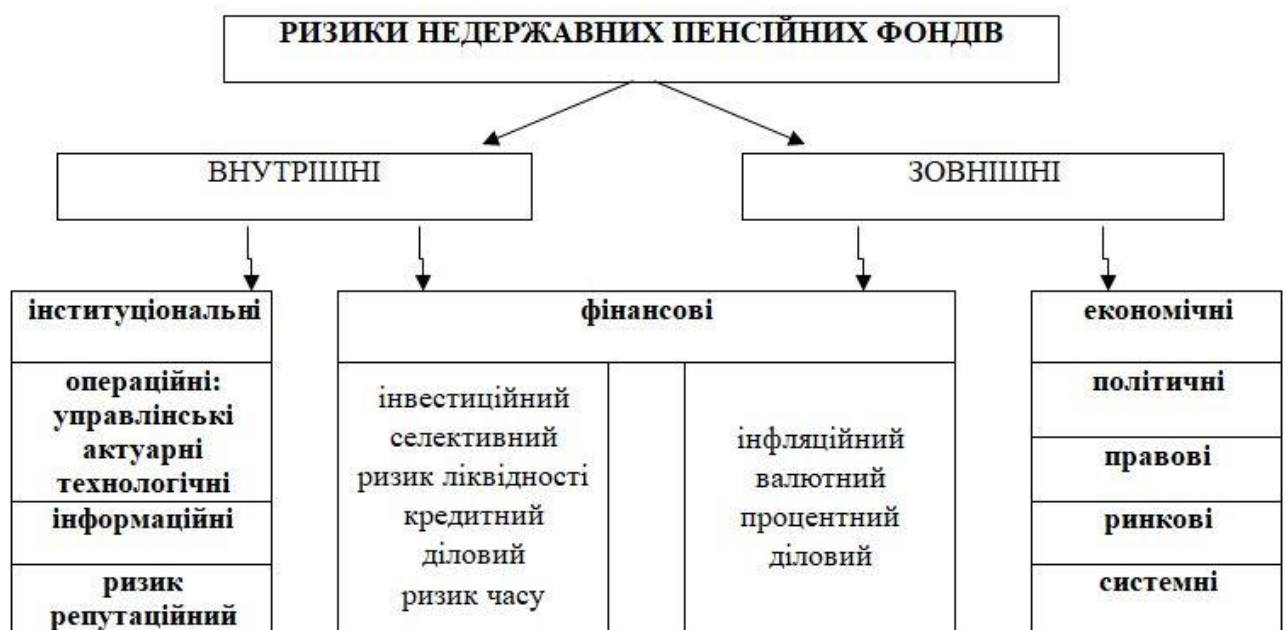 РИЗИКИ НЕДЕРЖАВНИХ ПЕНСІЙНИХ ФОНДІВ
ВНУТРІШНІ
ЗОВНІШНІ
інституціональні
операційні:
управлінські
актуарні
технологічні
інформаційні
ризик
репутаційний
фінансові
інвестиційний
селективний
ризик ліквідності
кредитний
діловий
ризик часу
інфляційний
валютний
процентний
діловий
економічні
політичні
правові
ринкові
системні